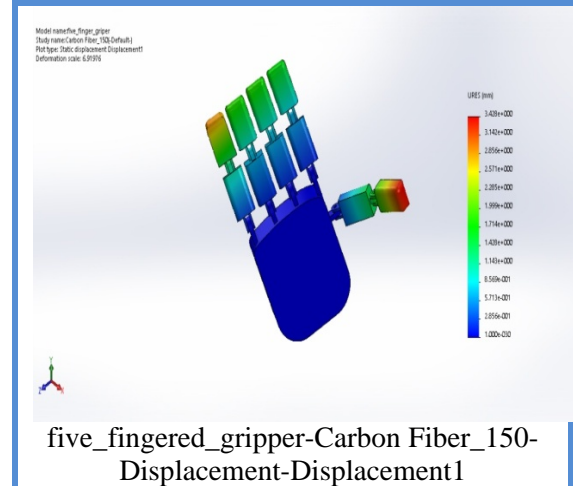 Model name:five_finger_griper
Study name:Carbon Fiber_150(-Default-)
Plot type: Static displacement Displacement1
Deformation scale: 6.91976
URES (mm)
3.428e+000
3.142e+000
2.856e+000
2.571e+000
2.285e+000
1.999e+000
1.714e+000
1.428e+000
1.143e+000
8.569e-001
5.713e-001
2.856e-001
1.000e-030
Y
Z
X
five_fingered_gripper-Carbon Fiber_150-
Displacement-Displacement1